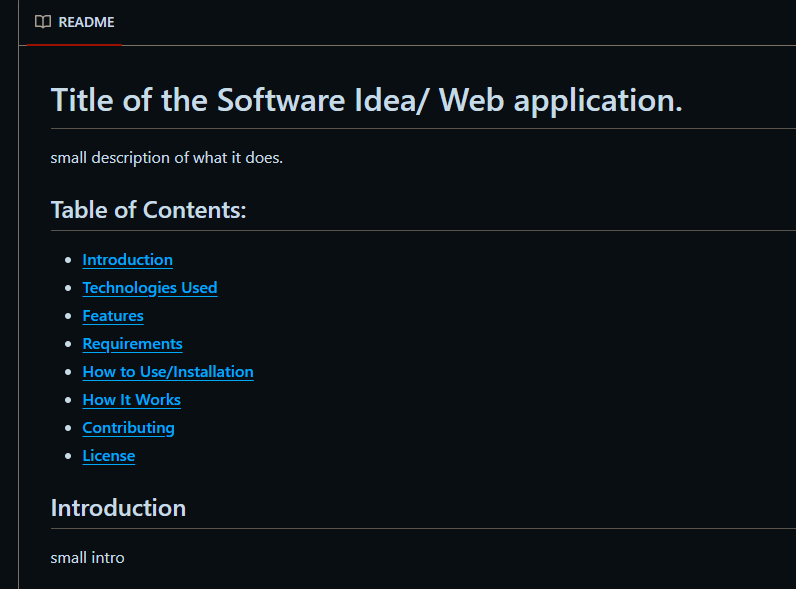 README
Title of the Software Idea/ Web application.
small description of what it does.
Table of Contents:
Introduction
Technologies Used
Features
Requirements
How to Use/Installation
How It Works
Contributing
License
Introduction
small intro